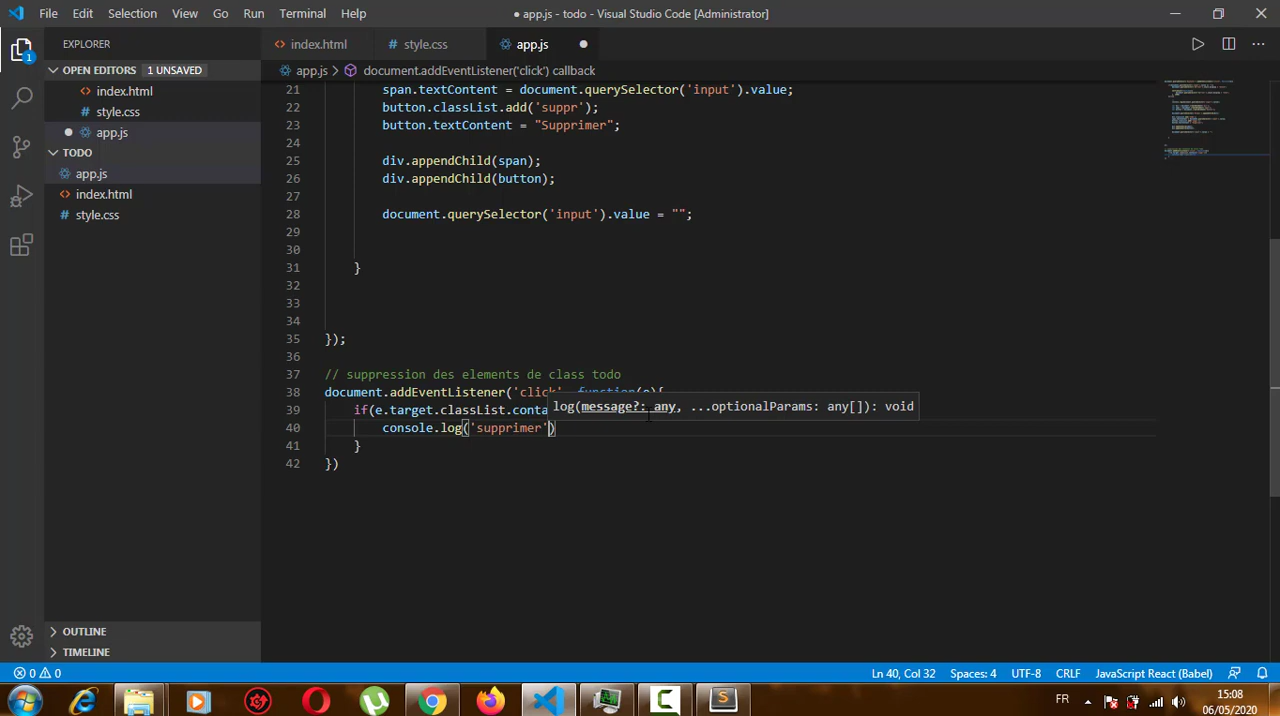 File Edit Selection View Go Run Terminal Help
● app.js - todo - Visual Studio Code [Administrator]
EXPLORER
index.html
style.css
app.js
OPEN EDITORS 1 UNSAVED
app.js > document.addEventListener('click') callback
index.html
style.css
app.js
TODO
app.js
index.html
style.css
21 span.textContent = document.querySelector('input').value;
22 button.classList.add('suppr');
23 button.textContent = "Supprimer";
24
25 div.appendChild(span);
26 div.appendChild(button);
27
28 document.querySelector('input').value = "";
29
30
31 }
32
33
34
35 });
36
37 // suppression des elements de class todo
38 document.addEventListener('click', function(e){
39 if(e.target.classList.conta
log(message?: any, ...optionalParams: any[]): void
40 console.log('supprimer')
41 }
42 })
OUTLINE
TIMELINE
0 0
Ln 40, Col 32
Spaces: 4
UTF-8
CRLF
JavaScript React (Babel)
FR
15:08
06/05/2020
1